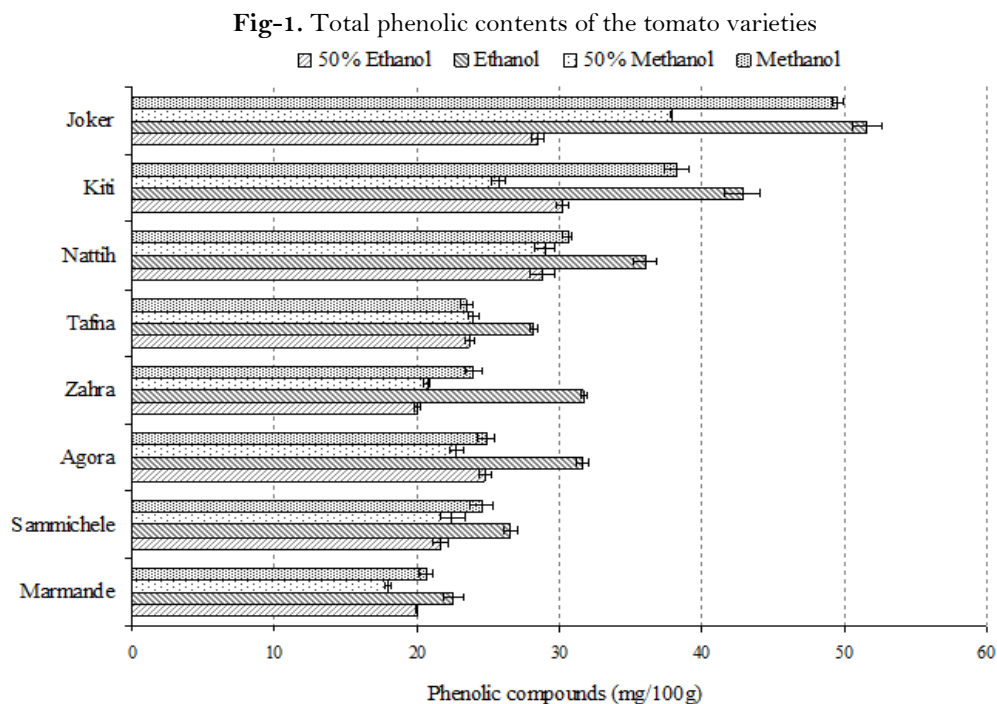 Fig-1. Total phenolic contents of the tomato varieties
50% Ethanol Ethanol 50% Methanol Methanol
Joker
Kiti
Nattih
Tafna
Zahra
Agora
Sammichele
Marmande
0 10 20 30 40 50 60
Phenolic compounds (mg/100g)